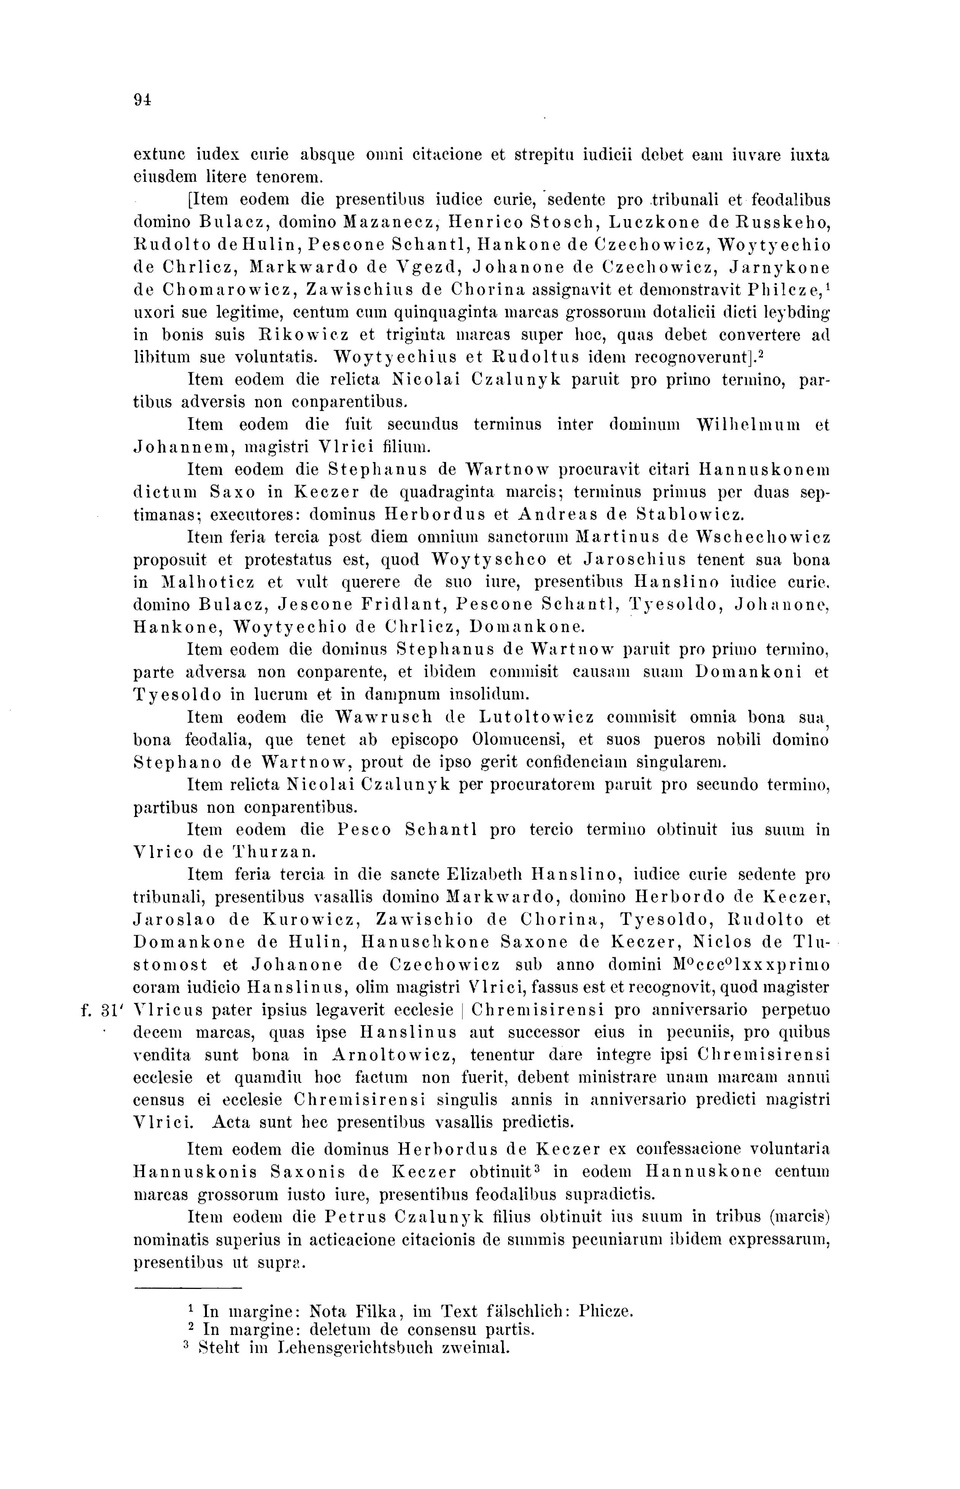 94
extunc iudex curie absque omni citacione et strepitu iudicii debet eam iuvare iuxta
eiusdem litere tenorem.
[Item eodem die presentibus iudice curie, sedente pro tribunali et feodalibus
domino Bulacz, domino Mazanecz, Henrico Stosch, Luczkone de Russkeho,
Rudolto de Hulin, Pescone Schantl, Hankone de Czechowicz, Woytyechio
de Chrlicz, Markwardo de Vgezd, Johanone de Czechowicz, Jarnykone
de Chomarowicz, Zawischius de Chorina assignavit et demonstravit Philcze,¹
uxori sue legitime, centum cum quinquaginta marcas grossorum dotalicii dicti leybding
in bonis suis Rikowicz et triginta marcas super hoc, quas debet convertere ad
libitum sue voluntatis. Woytyechius et Rudoltus idem recognoverunt].²
Item eodem die relicta Nicolai Czalunyk paruit pro primo termino, par-
tibus adversis non conparentibus.
Item eodem die fuit secundus terminus inter dominum Wilhelmum et
Johannem, magistri Vlrici filium.
Item eodem die Stephanus de Wartnow procuravit citari Hannuskonem
dictum Saxo in Keczer de quadraginta marcis; terminus primus per duas sep-
timanas; executores: dominus Herbordus et Andreas de Stablowicz.
Item feria tercia post diem omnium sanctorum Martinus de Wschechowicz
proposuit et protestatus est, quod Woytyschco et Jaroschius tenent sua bona
in Malhoticz et vult querere de suo iure, presentibus Hanslino iudice curie,
domino Bulacz, Jescone Fridlant, Pescone Schantl, Tyesoldo, Johanone,
Hankone, Woytyechio de Chrlicz, Domankone.
Item eodem die dominus Stephanus de Wartnow paruit pro primo termino,
parte adversa non conparente, et ibidem commisit causam suam Domankoni et
Tyesoldo in lucrum et in dampnum insolidum.
Item eodem die Wawrusch de Lutoltowicz commisit omnia bona sua,
bona feodalia, que tenet ab episcopo Olomucensi, et suos pueros nobili domino
Stephano de Wartnow, prout de ipso gerit confidenciam singularem.
Item relicta Nicolai Czalunyk per procuratorem paruit pro secundo termino,
partibus non conparentibus.
Item eodem die Pesco Schantl pro tercio termino obtinuit ius suum in
Vlrico de Thurzan.
Item feria tercia in die sancte Elizabeth Hanslino, iudice curie sedente pro
tribunali, presentibus vasallis domino Markwardo, domino Herbordo de Keczer,
Jaroslao de Kurowicz, Zawischio de Chorina, Tyesoldo, Rudolto et
Domankone de Hulin, Hanuschkone Saxone de Keczer, Niclos de Tlu-
stomost et Johanone de Czechowicz sub anno domini M⁰ccc⁰lxxxprimo
coram iudicio Hanslinus, olim magistri Vlrici, fassus est et recognovit, quod magister
f. 31' Vlricus pater ipsius legaverit ecclesie | Chremisirensi pro anniversario perpetuo
decem marcas, quas ipse Hanslinus aut successor eius in pecuniis, pro quibus
vendita sunt bona in Arnoltowicz, tenentur dare integre ipsi Chremisirensi
ecclesie et quamdiu hoc factum non fuerit, debent ministrare unam marcam annui
census ei ecclesie Chremisirensi singulis annis in anniversario predicti magistri
Vlrici. Acta sunt hec presentibus vasallis predictis.
Item eodem die dominus Herbordus de Keczer ex confessacione voluntaria
Hannuskonis Saxonis de Keczer obtinuit³ in eodem Hannuskone centum
marcas grossorum iusto iure, presentibus feodalibus supradictis.
Item eodem die Petrus Czalunyk filius obtinuit ius suum in tribus (marcis)
nominatis superius in acticacione citacionis de summis pecuniarum ibidem expressarum,
presentibus ut supra.
¹ In margine: Nota Filka, im Text fälschlich: Phicze.
² In margine: deletum de consensu partis.
³ Steht im Lehensgerichtsbuch zweimal.